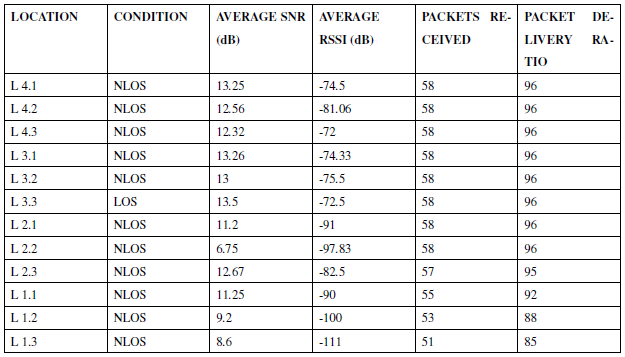 LOCATION CONDITION AVERAGE SNR (dB) AVERAGE RSSI (dB) PACKETS RE-CEIVED PACKET DE-LIVERY RA-TIO
L 4.1 NLOS 13.25 -74.5 58 96
L 4.2 NLOS 12.56 -81.06 58 96
L 4.3 NLOS 12.32 -72 58 96
L 3.1 NLOS 13.26 -74.33 58 96
L 3.2 NLOS 13 -75.5 58 96
L 3.3 LOS 13.5 -72.5 58 96
L 2.1 NLOS 11.2 -91 58 96
L 2.2 NLOS 6.75 -97.83 58 96
L 2.3 NLOS 12.67 -82.5 57 95
L 1.1 NLOS 11.25 -90 55 92
L 1.2 NLOS 9.2 -100 53 88
L 1.3 NLOS 8.6 -111 51 85